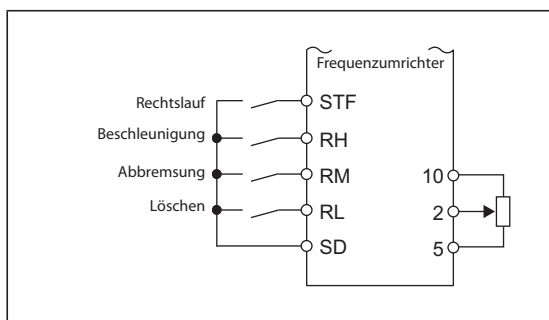 Frequenzumrichter
Rechtslauf STF
Beschleunigung RH
Abbremsung RM 10
Löschen RL 2
SD 5